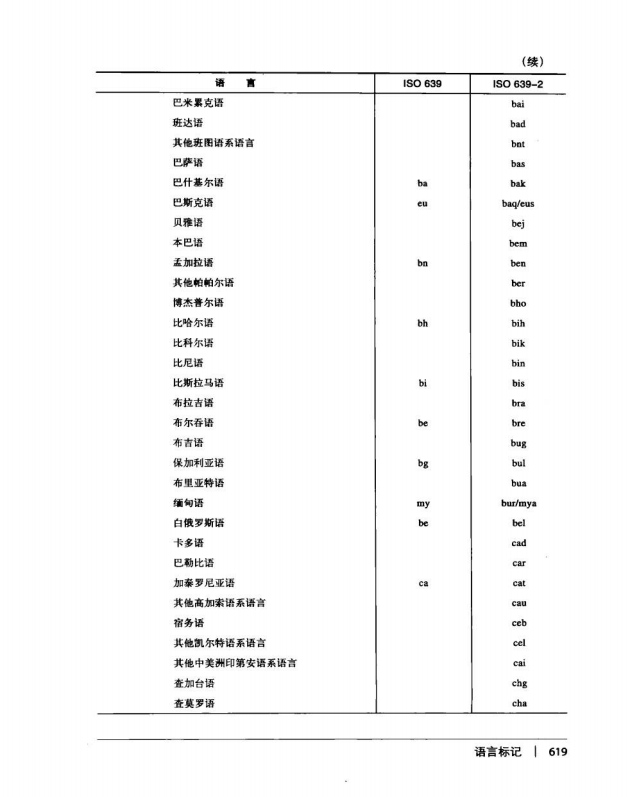 (续)
语 言 ISO 639 ISO 639-2
巴米累克语 bai
班达语 bad
其他班图语系语言 bnt
巴萨语 bas
巴什基尔语 ba bak
巴斯克语 eu baq/eus
贝雅语 bej
本巴语 bem
孟加拉语 bn ben
其他帕帕尔语 ber
博杰普尔语 bho
比哈尔语 bh bih
比科尔语 bik
比尼语 bin
比斯拉马语 bi bis
布拉吉语 bra
布尔吞语 be bre
布吉语 bug
保加利亚语 bg bul
布里亚特语 bua
缅甸语 my bur/mya
白俄罗斯语 be bel
卡多语 cad
巴勒比语 car
加泰罗尼亚语 ca cat
其他高加索语系语言 cau
宿务语 ceb
其他凯尔特语系语言 cel
其他中美洲印第安语系语言 cai
查加台语 chg
查莫罗语 cha
语言标记 | 619